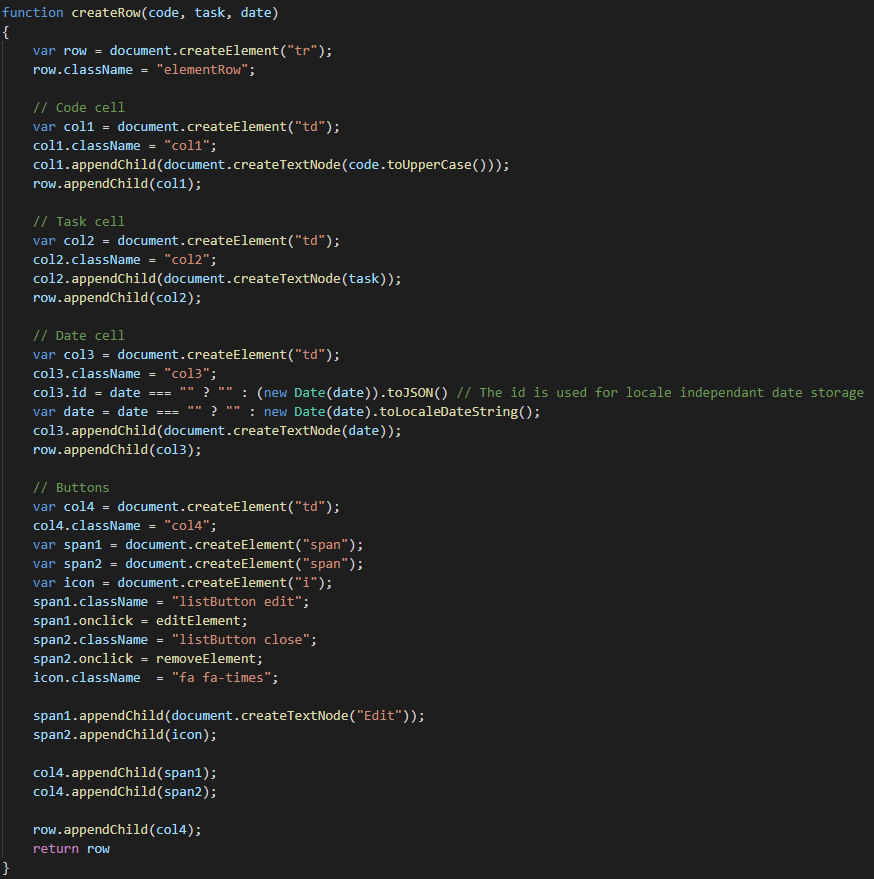 function createRow(code, task, date)
{
    var row = document.createElement("tr");
    row.className = "elementRow";

    // Code cell
    var col1 = document.createElement("td");
    col1.className = "col1";
    col1.appendChild(document.createTextNode(code.toUpperCase()));
    row.appendChild(col1);

    // Task cell
    var col2 = document.createElement("td");
    col2.className = "col2";
    col2.appendChild(document.createTextNode(task));
    row.appendChild(col2);

    // Date cell
    var col3 = document.createElement("td");
    col3.className = "col3";
    col3.id = date === "" ? "" : (new Date(date)).toJSON() // The id is used for locale independant date storage
    var date = date === "" ? "" : new Date(date).toLocaleDateString();
    col3.appendChild(document.createTextNode(date));
    row.appendChild(col3);

    // Buttons
    var col4 = document.createElement("td");
    col4.className = "col4";
    var span1 = document.createElement("span");
    var span2 = document.createElement("span");
    var icon = document.createElement("i");
    span1.className = "listButton edit";
    span1.onclick = editElement;
    span2.className = "listButton close";
    span2.onclick = removeElement;
    icon.className  = "fa fa-times";

    span1.appendChild(document.createTextNode("Edit"));
    span2.appendChild(icon);

    col4.appendChild(span1);
    col4.appendChild(span2);

    row.appendChild(col4);
    return row
}